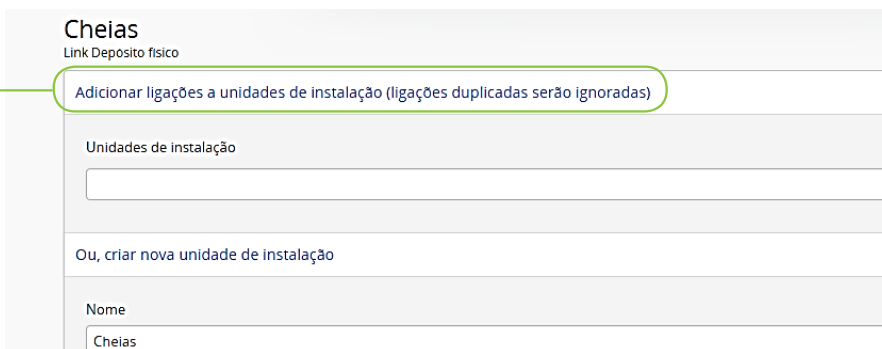 Cheias
Link Depósito físico
Adicionar ligações a unidades de instalação (ligações duplicadas serão ignoradas)
Unidades de instalação
Ou, criar nova unidade de instalação
Nome
Cheias